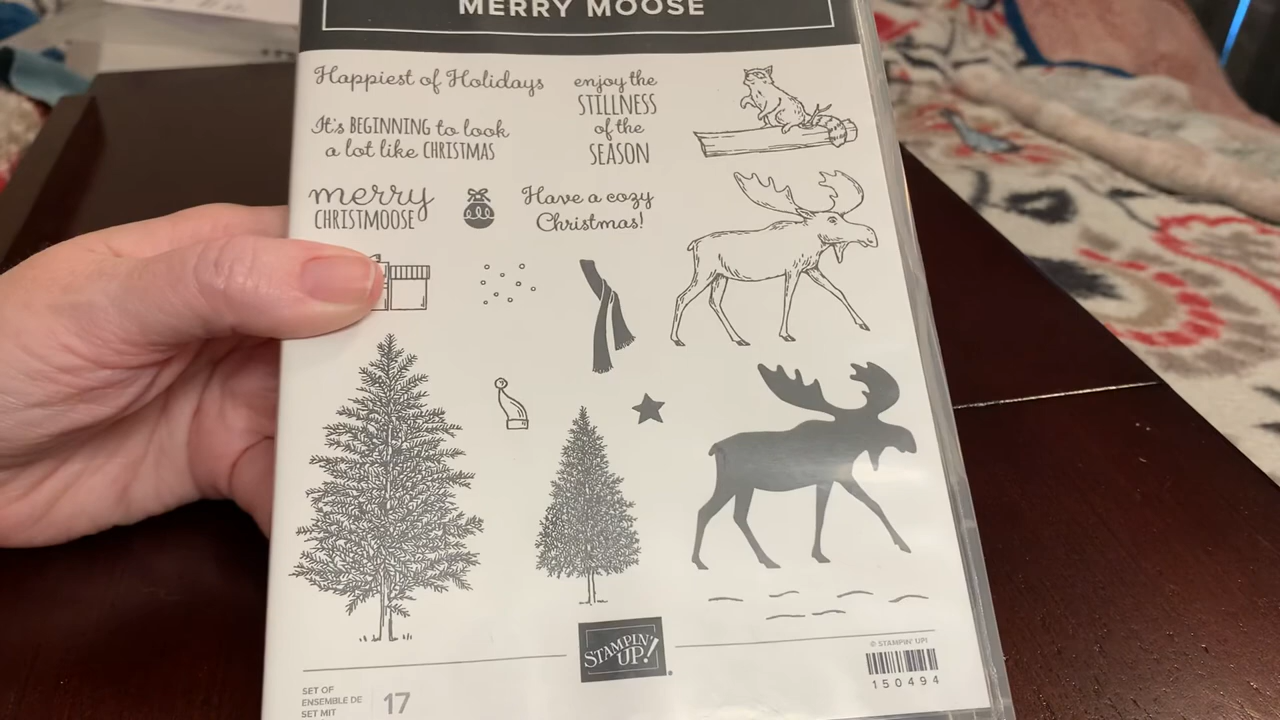 MERRY MOOSE
Happiest of Holidays
It's BEGINNING to look
a lot like CHRISTMAS
merry
CHRISTMOOSE
enjoy the
STILLNESS
of the
SEASON
Have a cozy
Christmas!
STAMPIN'
UP!
© STAMPIN' UP!
150494
SET OF
ENSEMBLE DE
SET MIT
17